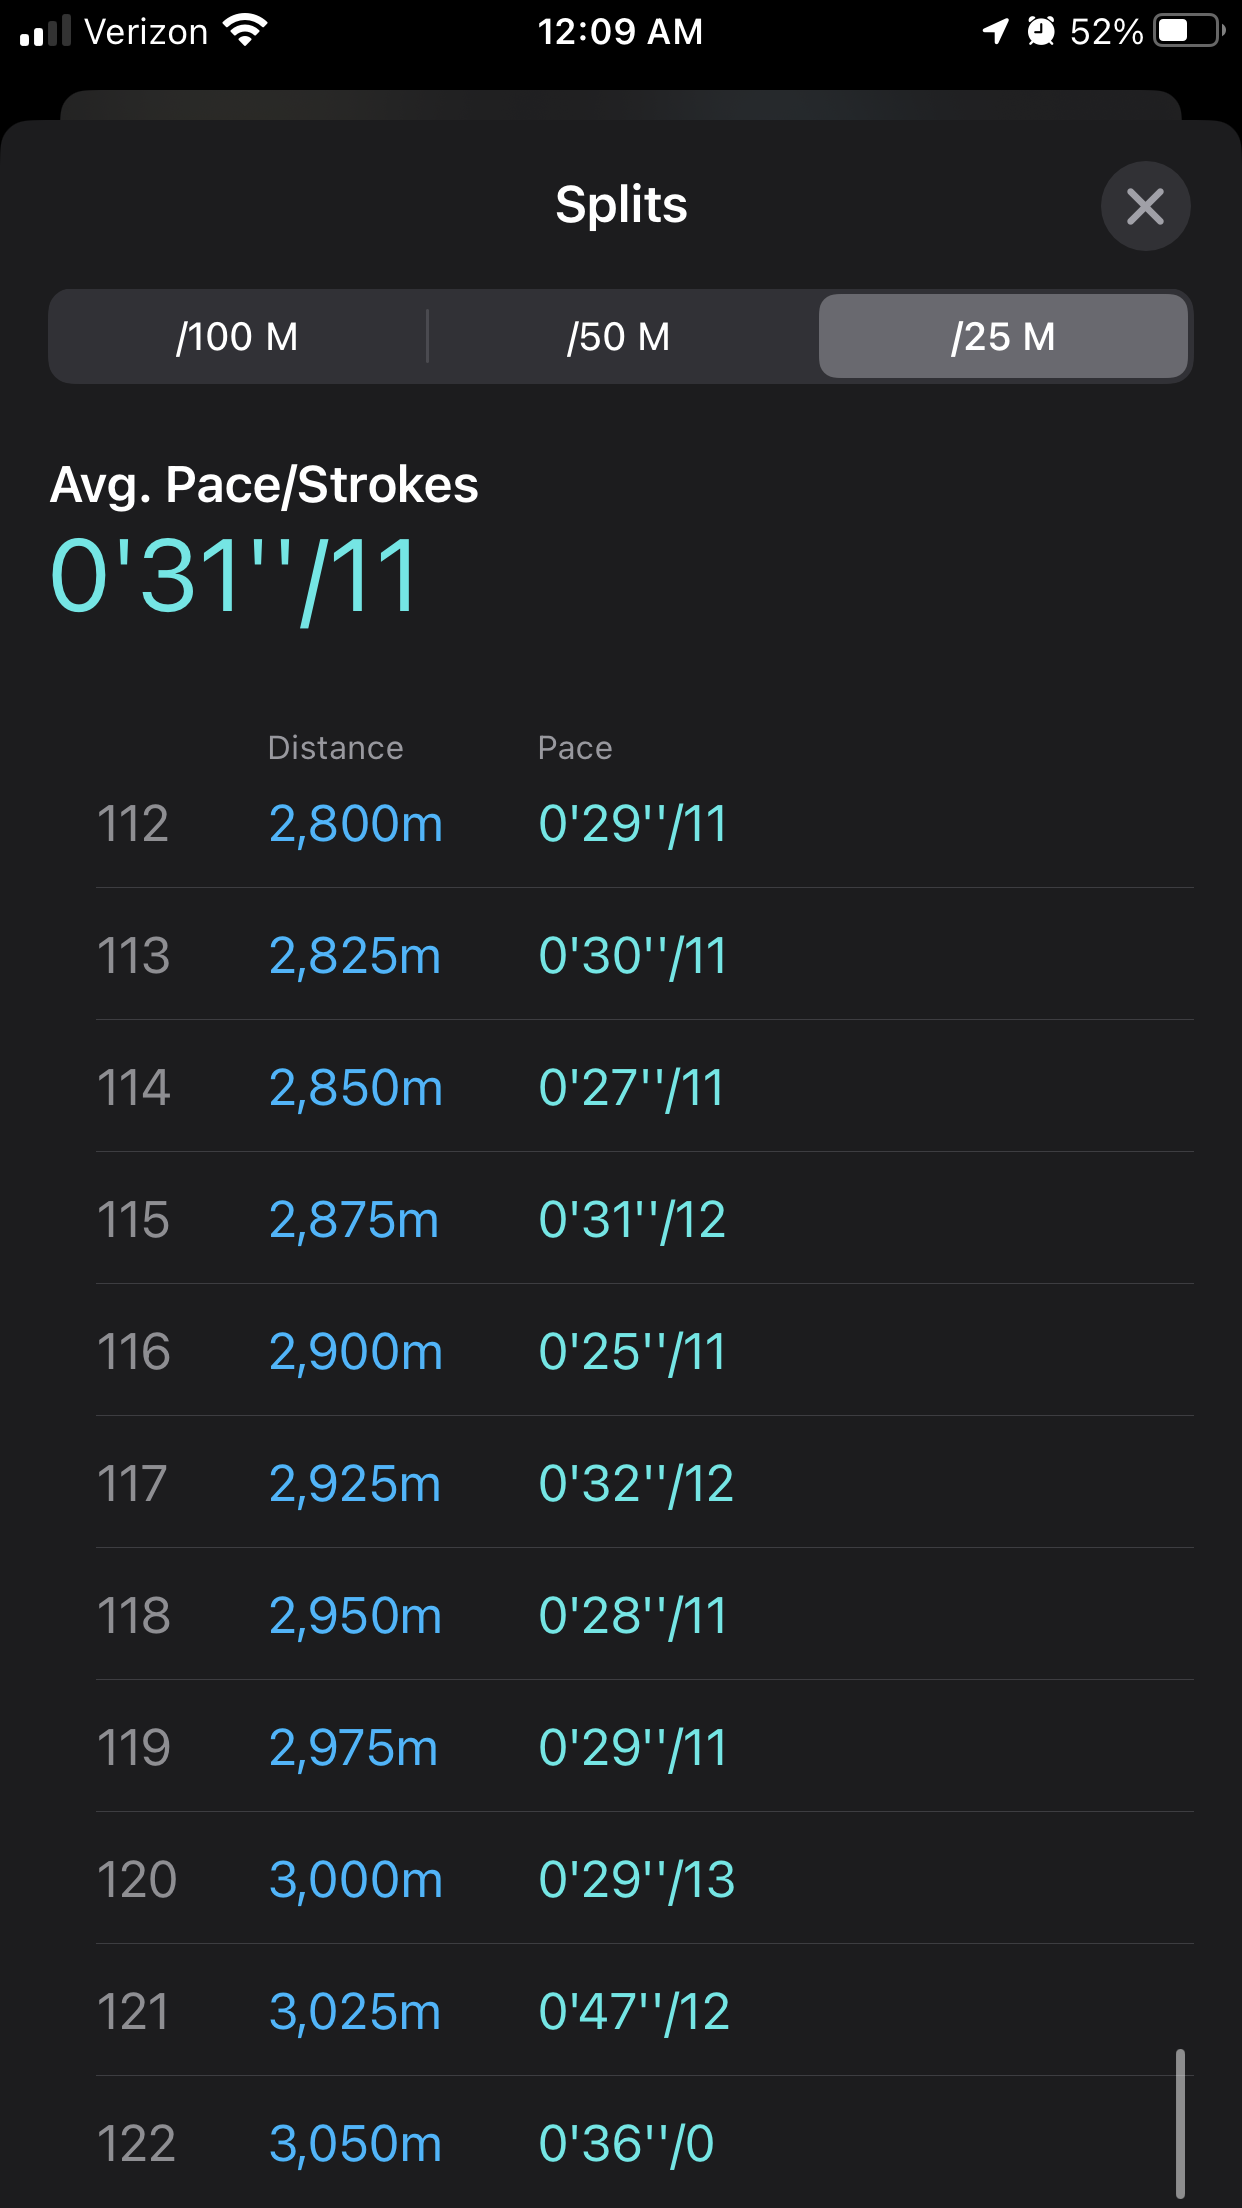 Verizon 12:09 AM 52%
Splits
/100 M /50 M /25 M
Avg. Pace/Strokes
0'31''/11
Distance Pace
112 2,800m 0'29''/11
113 2,825m 0'30''/11
114 2,850m 0'27''/11
115 2,875m 0'31''/12
116 2,900m 0'25''/11
117 2,925m 0'32''/12
118 2,950m 0'28''/11
119 2,975m 0'29''/11
120 3,000m 0'29''/13
121 3,025m 0'47''/12
122 3,050m 0'36''/0